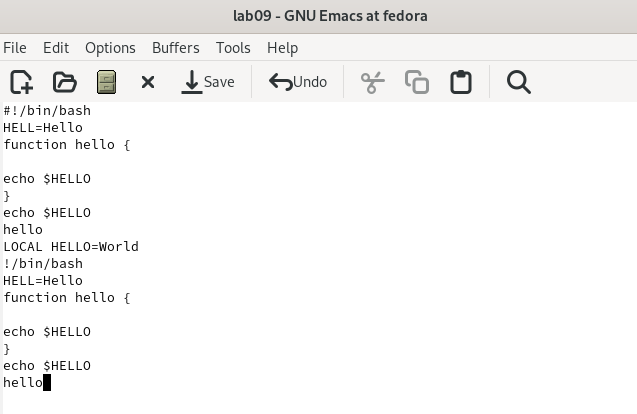 lab09 - GNU Emacs at fedora
File Edit Options Buffers Tools Help
Save Undo
#!/bin/bash
HELL=Hello
function hello {
echo $HELLO
}
echo $HELLO
hello
LOCAL HELLO=World
!/bin/bash
HELL=Hello
function hello {
echo $HELLO
}
echo $HELLO
hello